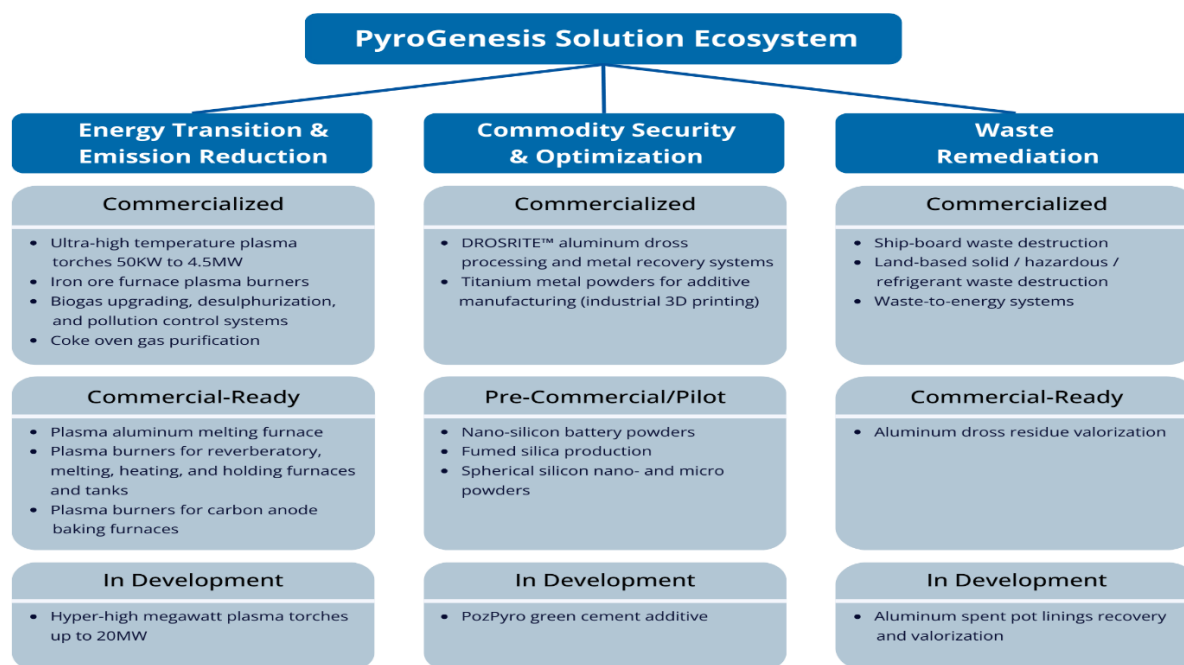 PyroGenesis Solution Ecosystem
Energy Transition &
Emission Reduction
Commercialized
• Ultra-high temperature plasma
torches 50KW to 4.5MW
• Iron ore furnace plasma burners
• Biogas upgrading, desulphurization,
and pollution control systems
• Coke oven gas purification
Commercial-Ready
• Plasma aluminum melting furnace
• Plasma burners for reverberatory,
melting, heating, and holding furnaces
and tanks
• Plasma burners for carbon anode
baking furnaces
In Development
• Hyper-high megawatt plasma torches
up to 20MW
Commodity Security
& Optimization
Commercialized
• DROSRITE™ aluminum dross
processing and metal recovery systems
• Titanium metal powders for additive
manufacturing (industrial 3D printing)
Pre-Commercial/Pilot
• Nano-silicon battery powders
• Fumed silica production
• Spherical silicon nano- and micro
powders
In Development
• PozPyro green cement additive
Waste
Remediation
Commercialized
• Ship-board waste destruction
• Land-based solid / hazardous /
refrigerant waste destruction
• Waste-to-energy systems
Commercial-Ready
• Aluminum dross residue valorization
In Development
• Aluminum spent pot linings recovery
and valorization